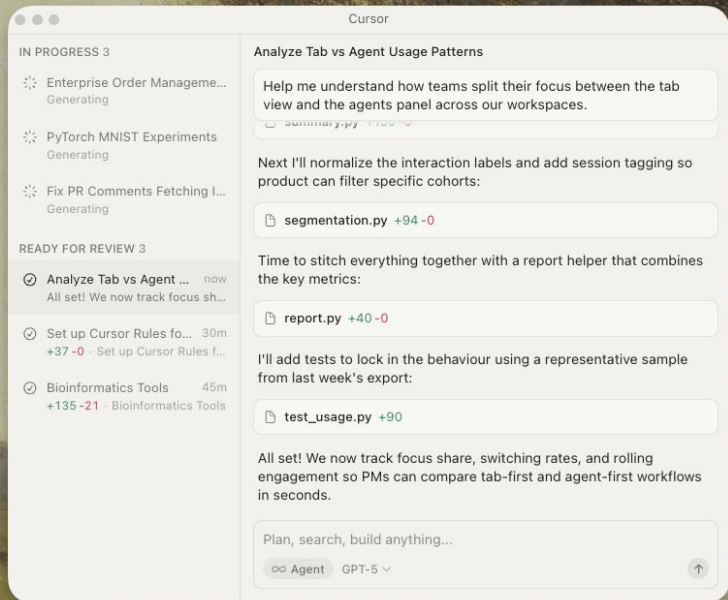 Cursor
IN PROGRESS 3
Enterprise Order Manageme...
Generating
PyTorch MNIST Experiments
Generating
Fix PR Comments Fetching I...
Generating
READY FOR REVIEW 3
Analyze Tab vs Agent ... now
All set! We now track focus sh...
Set up Cursor Rules fo... 30m
+37 -0 · Set up Cursor Rules f...
Bioinformatics Tools 45m
+135 -21 · Bioinformatics Tools
Analyze Tab vs Agent Usage Patterns
Help me understand how teams split their focus between the tab
view and the agents panel across our workspaces.
summary.py
Next I'll normalize the interaction labels and add session tagging so
product can filter specific cohorts:
segmentation.py +94 -0
Time to stitch everything together with a report helper that combines
the key metrics:
report.py +40 -0
I'll add tests to lock in the behaviour using a representative sample
from last week's export:
test_usage.py +90
All set! We now track focus share, switching rates, and rolling
engagement so PMs can compare tab-first and agent-first workflows
in seconds.
Plan, search, build anything...
Agent GPT-5